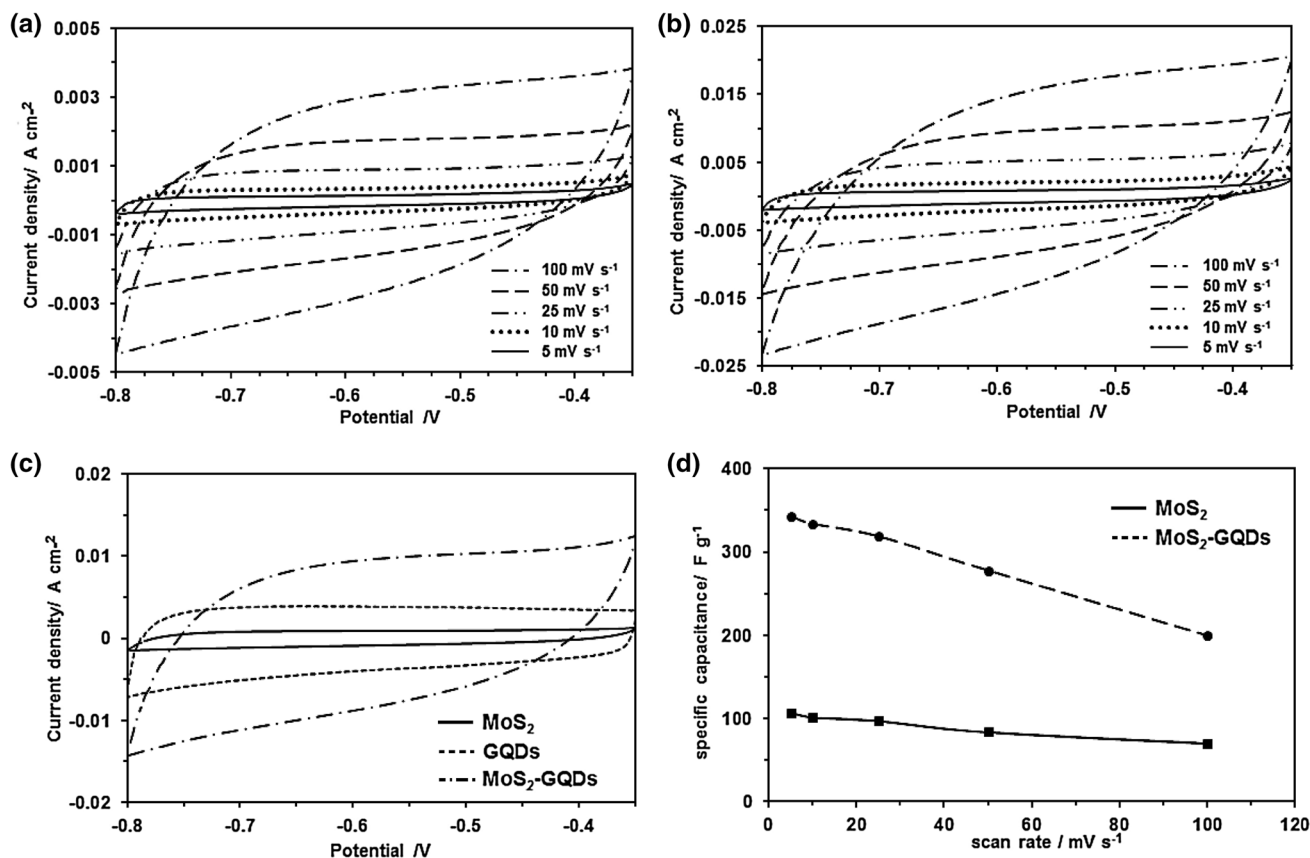 (a)
0.005
0.003
0.001
-0.001
-0.003
-0.005
Current density/ A cm-²
100 mV s⁻¹
50 mV s⁻¹
25 mV s⁻¹
10 mV s⁻¹
5 mV s⁻¹
-0.8 -0.7 -0.6 -0.5 -0.4
Potential /V
(b)
0.025
0.015
0.005
-0.005
-0.015
-0.025
Current density/ A cm-²
100 mV s⁻¹
50 mV s⁻¹
25 mV s⁻¹
10 mV s⁻¹
5 mV s⁻¹
-0.8 -0.7 -0.6 -0.5 -0.4
Potential /V
(c)
0.02
0.01
0
-0.01
-0.02
Current density/ A cm-²
MoS₂
GQDs
MoS₂-GQDs
-0.8 -0.7 -0.6 -0.5 -0.4
Potential /V
(d)
400
300
200
100
0
specific capacitance/ F g⁻¹
MoS₂
MoS₂-GQDs
0 20 40 60 80 100 120
scan rate / mV s⁻¹